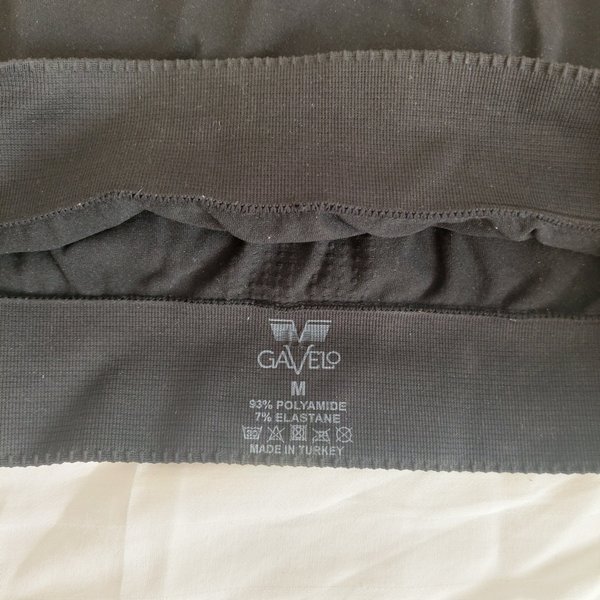 GAVELO
M
93% POLYAMIDE
7% ELASTANE
MADE IN TURKEY